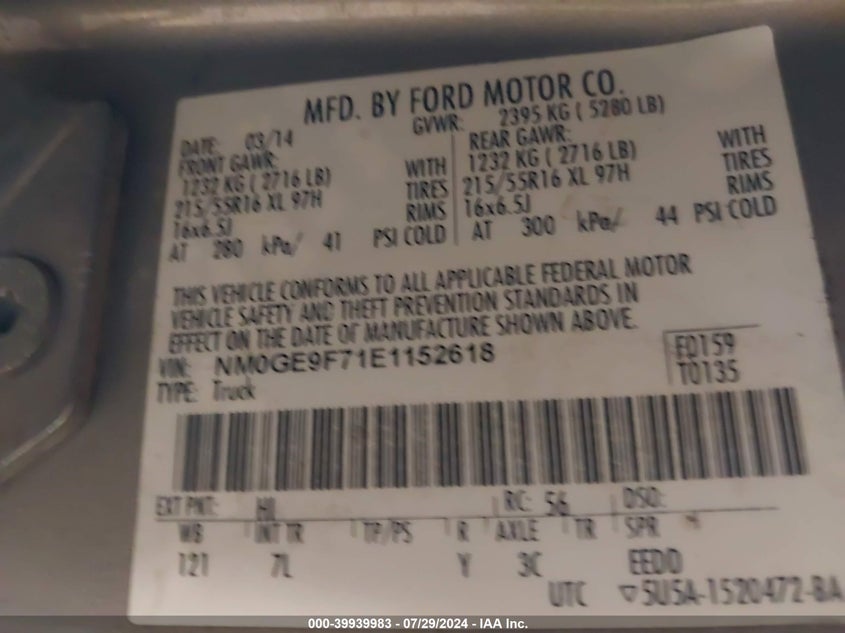 MFD. BY FORD MOTOR CO.
DATE: 03/14 GVWR: 2395 KG ( 5280 LB)
FRONT GAWR: REAR GAWR:
1232 KG ( 2716 LB) WITH 1232 KG ( 2716 LB) WITH
215/55R16 XL 97H TIRES 215/55R16 XL 97H TIRES
16x6.5J RIMS 16x6.5J RIMS
AT 280 kPa/ 41 PSI COLD AT 300 kPa/ 44 PSI COLD
THIS VEHICLE CONFORMS TO ALL APPLICABLE FEDERAL MOTOR
VEHICLE SAFETY AND THEFT PREVENTION STANDARDS IN
EFFECT ON THE DATE OF MANUFACTURE SHOWN ABOVE.
VIN: NM0GE9F71E1152618 F0159
TYPE: Truck T0135
EXT PNT: HL RC: 56 DSO:
WB INT TR TP/PS R AXLE TR SPR
121 7L Y 3C EEDD
UTC ▽5U5A-1520472-BA
000-39939983 / 07/29/2024 - IAA Inc.